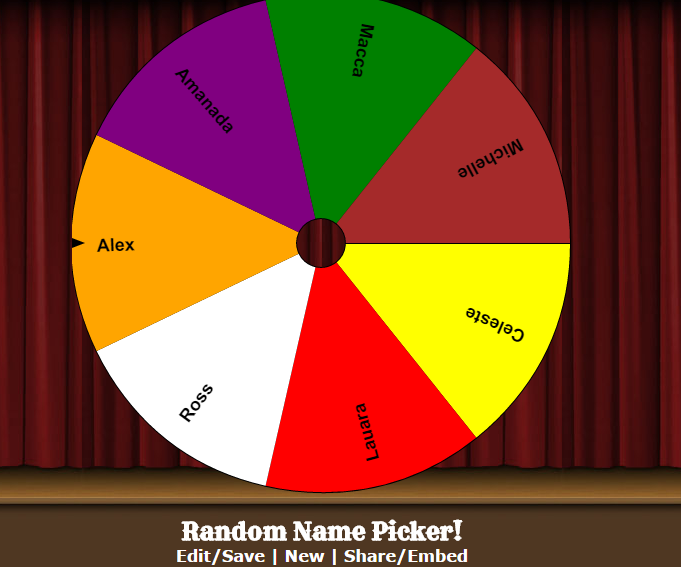 Macca
Amanada
Michelle
Alex
Celeste
Ross
Lauara
Random Name Picker!
Edit/Save | New | Share/Embed